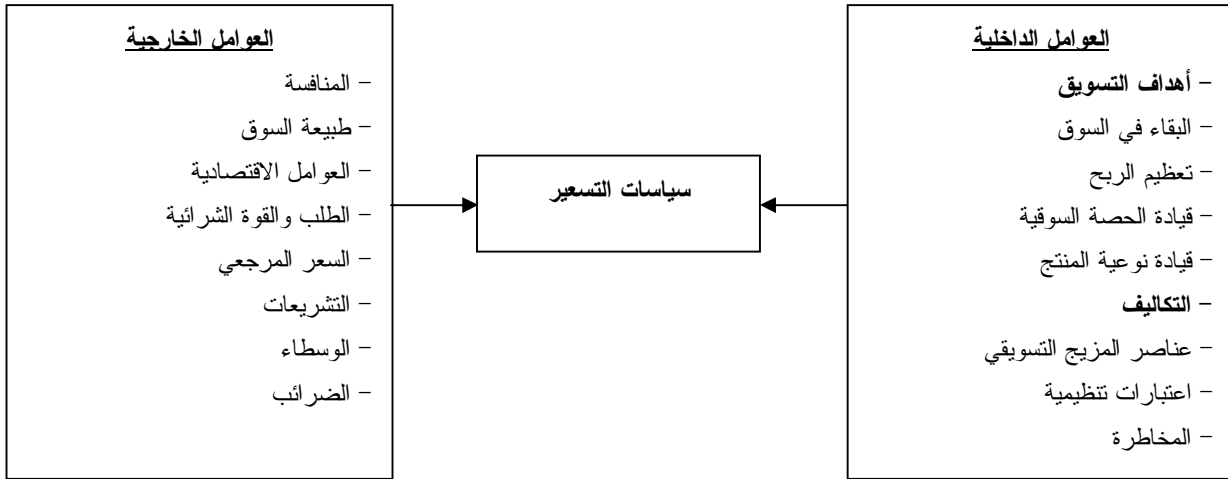 العوامل الداخلية
– أهداف التسويق
– البقاء في السوق
– تعظيم الربح
– قيادة الحصة السوقية
– قيادة نوعية المنتج
– التكاليف
– عناصر المزيج التسويقي
– اعتبارات تنظيمية
– المخاطرة
سياسات التسعير
العوامل الخارجية
– المنافسة
– طبيعة السوق
– العوامل الاقتصادية
– الطلب والقوة الشرائية
– السعر المرجعي
– التشريعات
– الوسطاء
– الضرائب